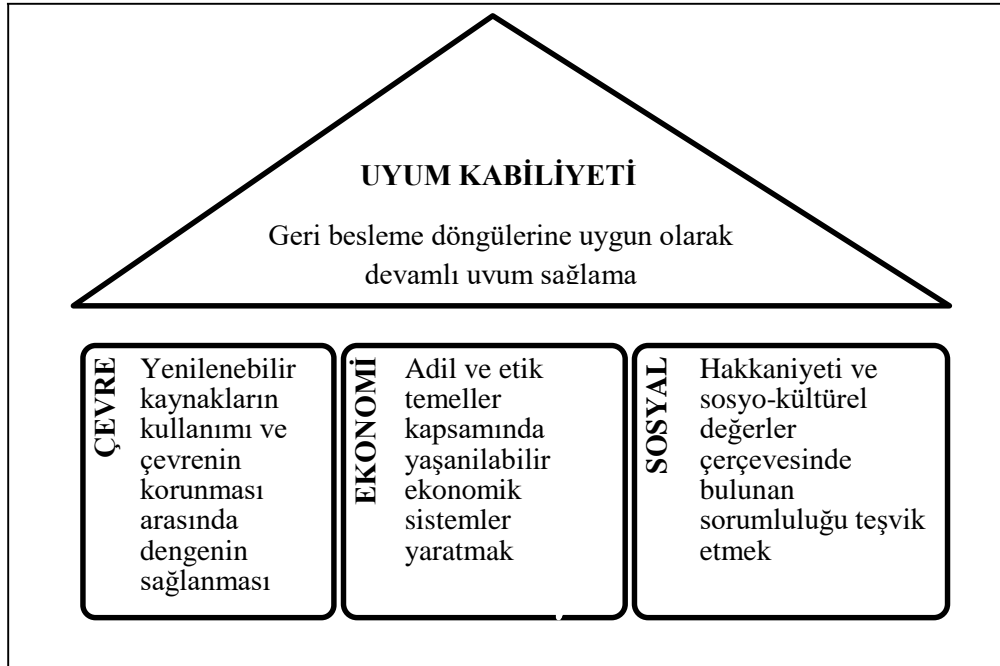 UYUM KABİLİYETİ
Geri besleme döngülerine uygun olarak
devamlı uyum sağlama
ÇEVRE
Yenilenebilir
kaynakların
kullanımı ve
çevrenin
korunması
arasında
dengenin
sağlanması
EKONOMİ
Adil ve etik
temeller
kapsamında
yaşanilabilir
ekonomik
sistemler
yaratmak
SOSYAL
Hakkaniyeti ve
sosyo-kültürel
değerler
çerçevesinde
bulunan
sorumluluğu teşvik
etmek